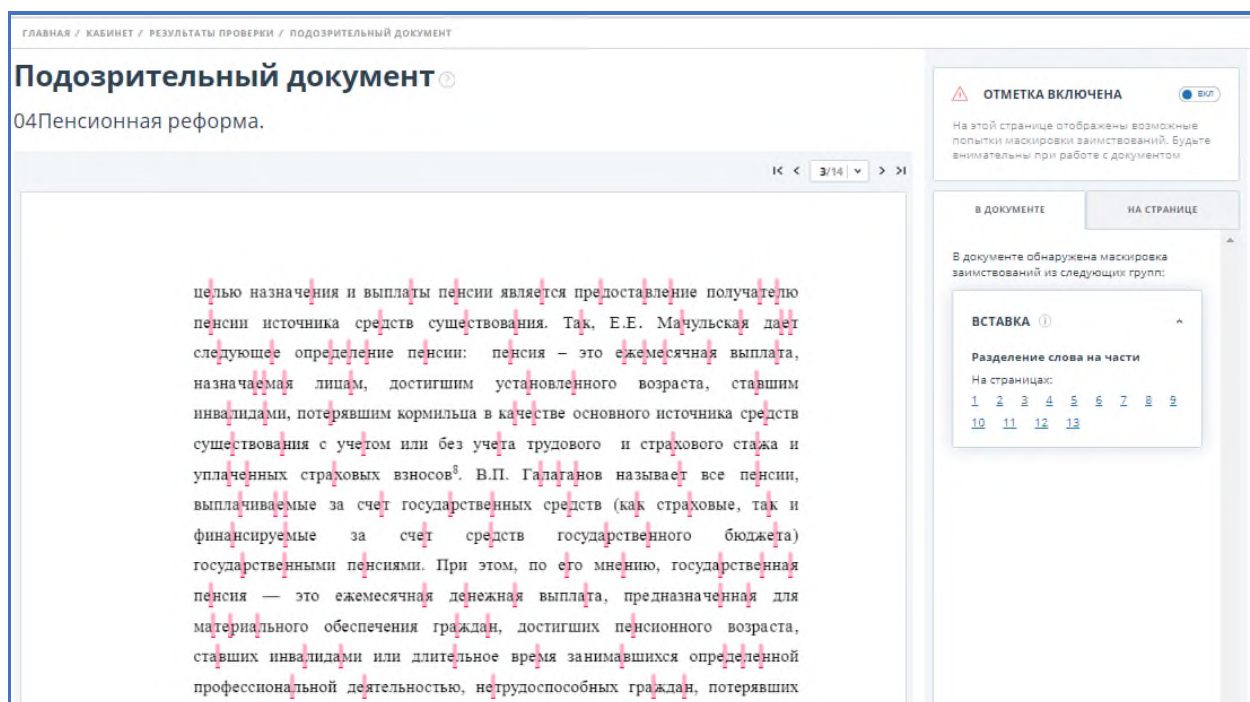 ГЛАВНАЯ / КАБИНЕТ / РЕЗУЛЬТАТЫ ПРОВЕРКИ / ПОДОЗРИТЕЛЬНЫЙ ДОКУМЕНТ
Подозрительный документ ?
04Пенсионная реформа.
3/14
целью назначения и выплаты пенсии является предоставление получателю
пенсии источника средств существования. Так, Е.Е. Мачульская дает
следующее определение пенсии: пенсия – это ежемесячная выплата,
назначаемая лицам, достигшим установленного возраста, ставшим
инвалидами, потерявшим кормильца в качестве основного источника средств
существования с учетом или без учета трудового и страхового стажа и
уплаченных страховых взносов⁸. В.П. Галаганов называет все пенсии,
выплачиваемые за счет государственных средств (как страховые, так и
финансируемые за счет средств государственного бюджета)
государственными пенсиями. При этом, по его мнению, государственная
пенсия — это ежемесячная денежная выплата, предназначенная для
материального обеспечения граждан, достигших пенсионного возраста,
ставших инвалидами или длительное время занимавшихся определенной
профессиональной деятельностью, нетрудоспособных граждан, потерявших
ОТМЕТКА ВКЛЮЧЕНА ВКЛ
На этой странице отображены возможные
попытки маскировки заимствований. Будьте
внимательны при работе с документом
В ДОКУМЕНТЕ НА СТРАНИЦЕ
В документе обнаружена маскировка
заимствований из следующих групп:
ВСТАВКА i
Разделение слова на части
На страницах:
1 2 3 4 5 6 7 8 9
10 11 12 13